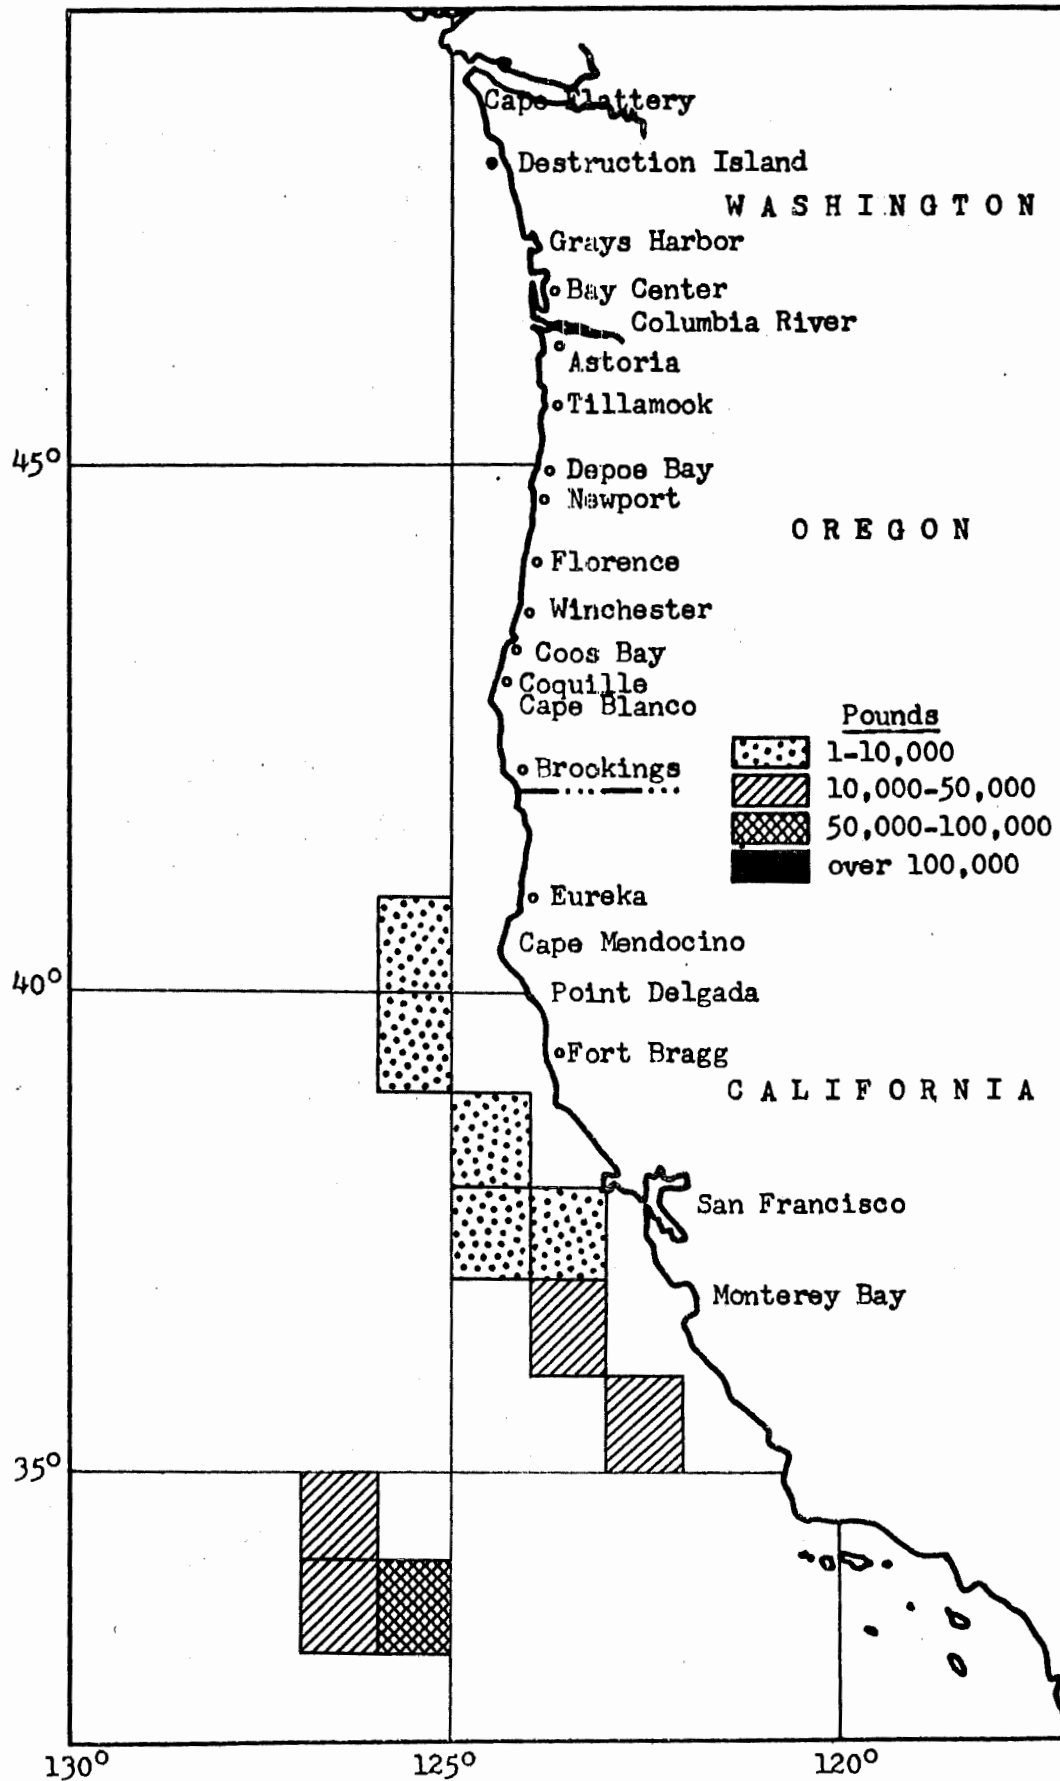 Cape Flattery
Destruction Island
WASHINGTON
Grays Harbor
Bay Center
Columbia River
Astoria
Tillamook
45°
Depoe Bay
Newport
OREGON
Florence
Winchester
Coos Bay
Coquille
Cape Blanco
Pounds
1-10,000
Brookings
10,000-50,000
50,000-100,000
over 100,000
Eureka
Cape Mendocino
40°
Point Delgada
Fort Bragg
CALIFORNIA
San Francisco
Monterey Bay
35°
130°
125°
120°